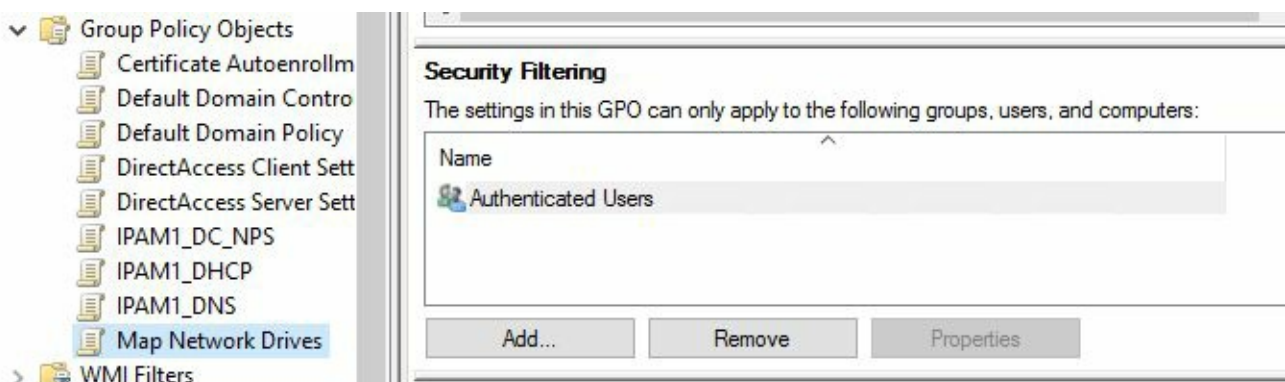 Group Policy Objects
Certificate Autoenrollm
Default Domain Contro
Default Domain Policy
DirectAccess Client Sett
DirectAccess Server Sett
IPAM1_DC_NPS
IPAM1_DHCP
IPAM1_DNS
Map Network Drives
WMI Filters
Security Filtering
The settings in this GPO can only apply to the following groups, users, and computers:
Name
Authenticated Users
Add... Remove Properties